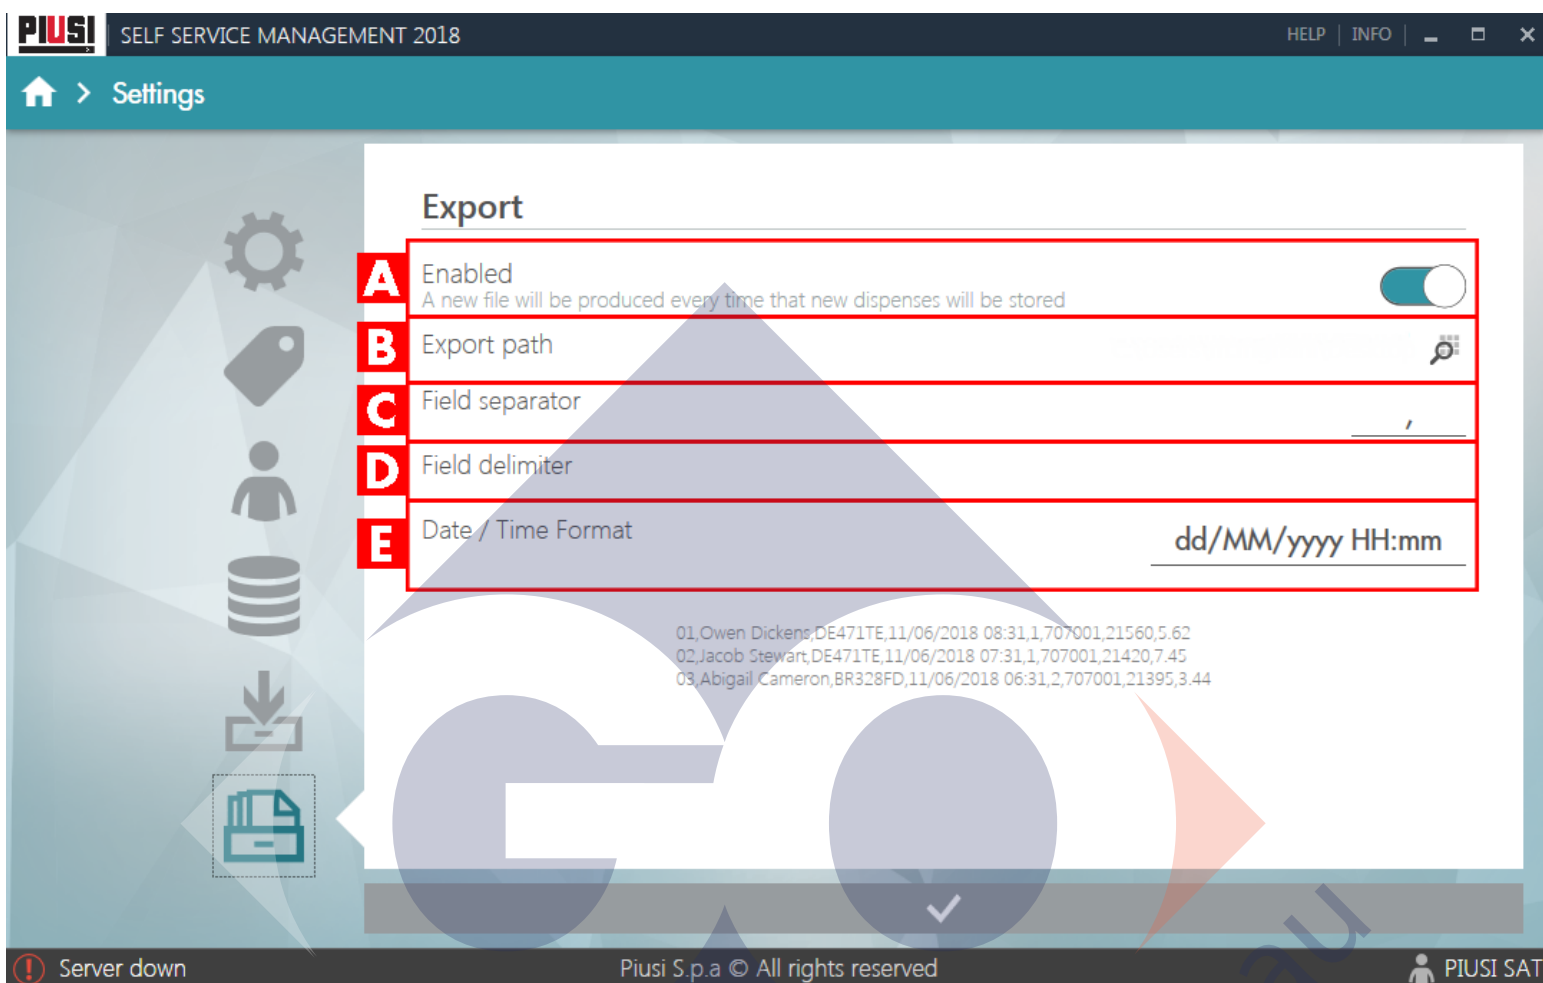 PIUSI SELF SERVICE MANAGEMENT 2018 HELP | INFO
Settings
Export
A Enabled
A new file will be produced every time that new dispenses will be stored
B Export path
C Field separator ,
D Field delimiter
E Date / Time Format dd/MM/yyyy HH:mm
01,Owen Dickens,DE471TE,11/06/2018 08:31,1,707001,21560,5.62
02,Jacob Stewart,DE471TE,11/06/2018 07:31,1,707001,21420,7.45
03,Abigail Cameron,BR328FD,11/06/2018 06:31,2,707001,21395,3.44
Server down Piusi S.p.a © All rights reserved PIUSI SAT